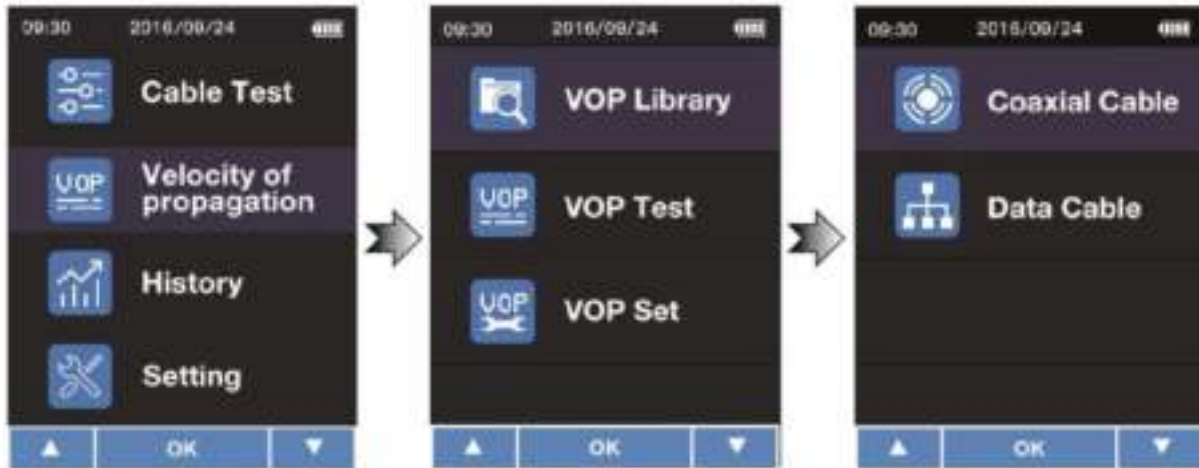 09:30 2016/09/24
Cable Test
VOP
Velocity of
propagation
History
Setting
OK
09:30 2016/09/24
VOP Library
VOP
VOP Test
VOP
VOP Set
OK
09:30 2016/09/24
Coaxial Cable
Data Cable
OK